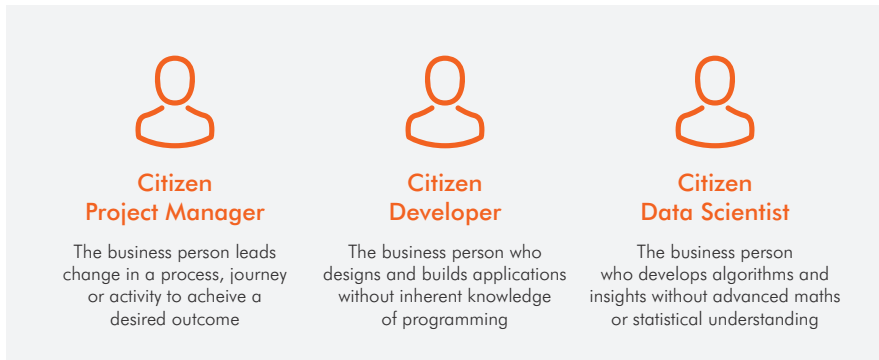 Citizen
Project Manager
The business person leads
change in a process, journey
or activity to acheive a
desired outcome
Citizen
Developer
The business person who
designs and builds applications
without inherent knowledge
of programming
Citizen
Data Scientist
The business person
who develops algorithms and
insights without advanced maths
or statistical understanding